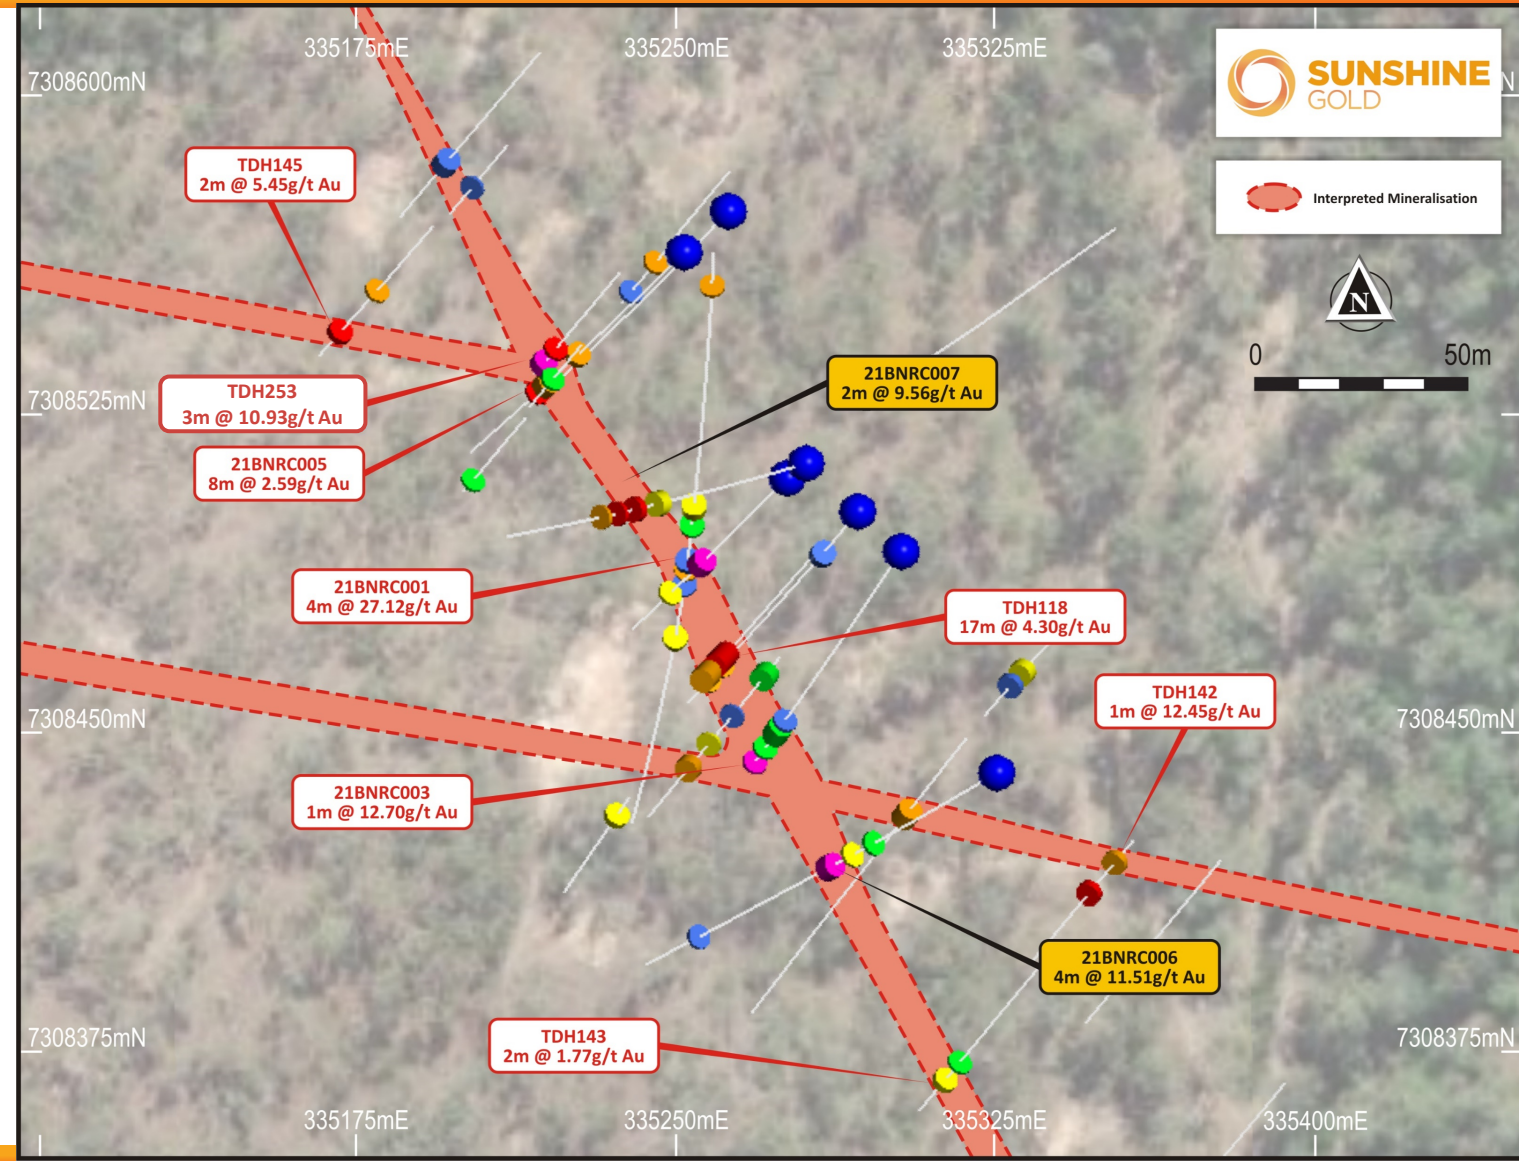 335175mE
335250mE
335325mE
7308600mN
N
SUNSHINE
GOLD
TDH145
2m @ 5.45g/t Au
Interpreted Mineralisation
N
0
50m
TDH253
3m @ 10.93g/t Au
21BNRC007
2m @ 9.56g/t Au
7308525mN
21BNRC005
8m @ 2.59g/t Au
21BNRC001
4m @ 27.12g/t Au
TDH118
17m @ 4.30g/t Au
TDH142
1m @ 12.45g/t Au
7308450mN
7308450mN
21BNRC003
1m @ 12.70g/t Au
21BNRC006
4m @ 11.51g/t Au
TDH143
2m @ 1.77g/t Au
7308375mN
7308375mN
335175mE
335250mE
335325mE
335400mE